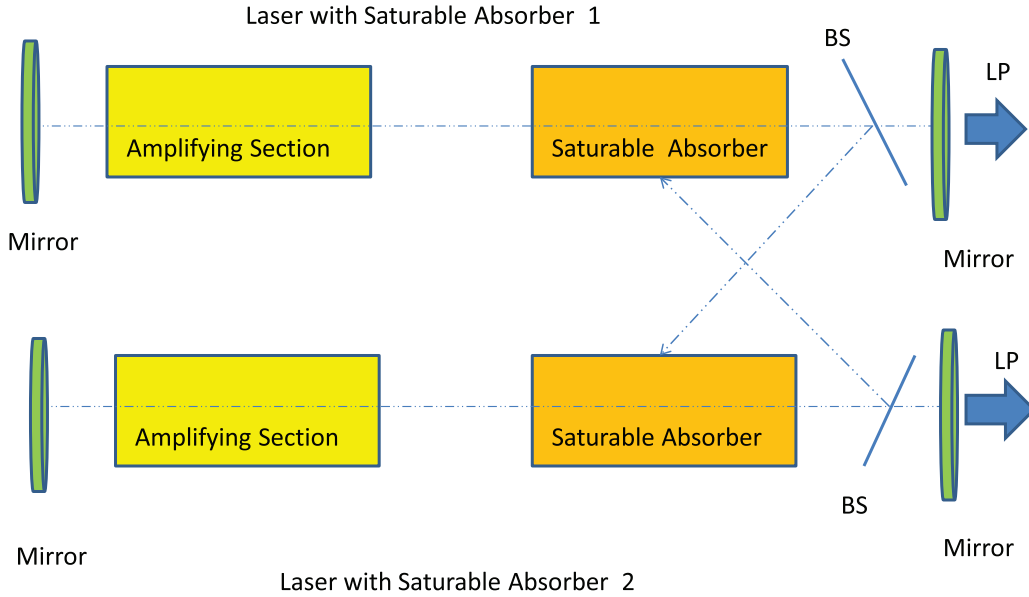 Laser with Saturable Absorber 1
BS
LP
Amplifying Section
Saturable Absorber
Mirror
Mirror
LP
Amplifying Section
Saturable Absorber
BS
Mirror
Mirror
Laser with Saturable Absorber 2